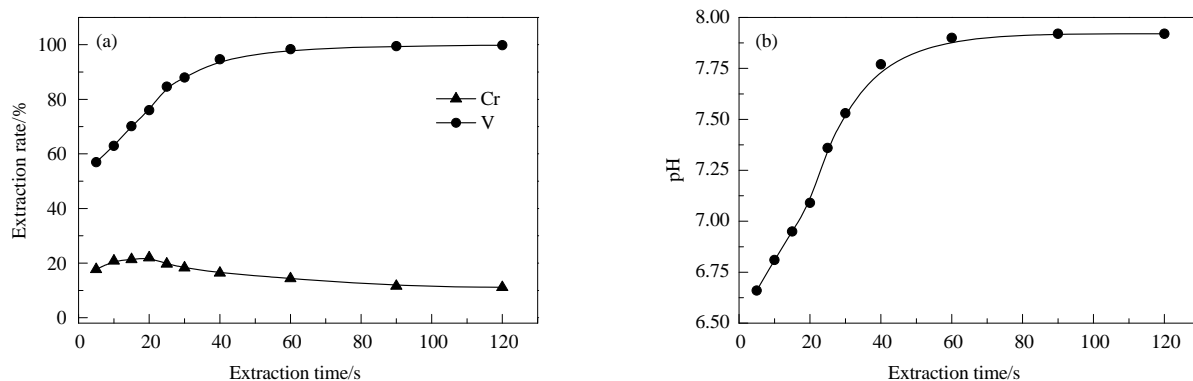 (a)
100
80
60
40
20
0
Extraction rate/%
Cr
V
0 20 40 60 80 100 120
Extraction time/s
(b)
8.00
7.75
7.50
7.25
7.00
6.75
6.50
pH
0 20 40 60 80 100 120
Extraction time/s